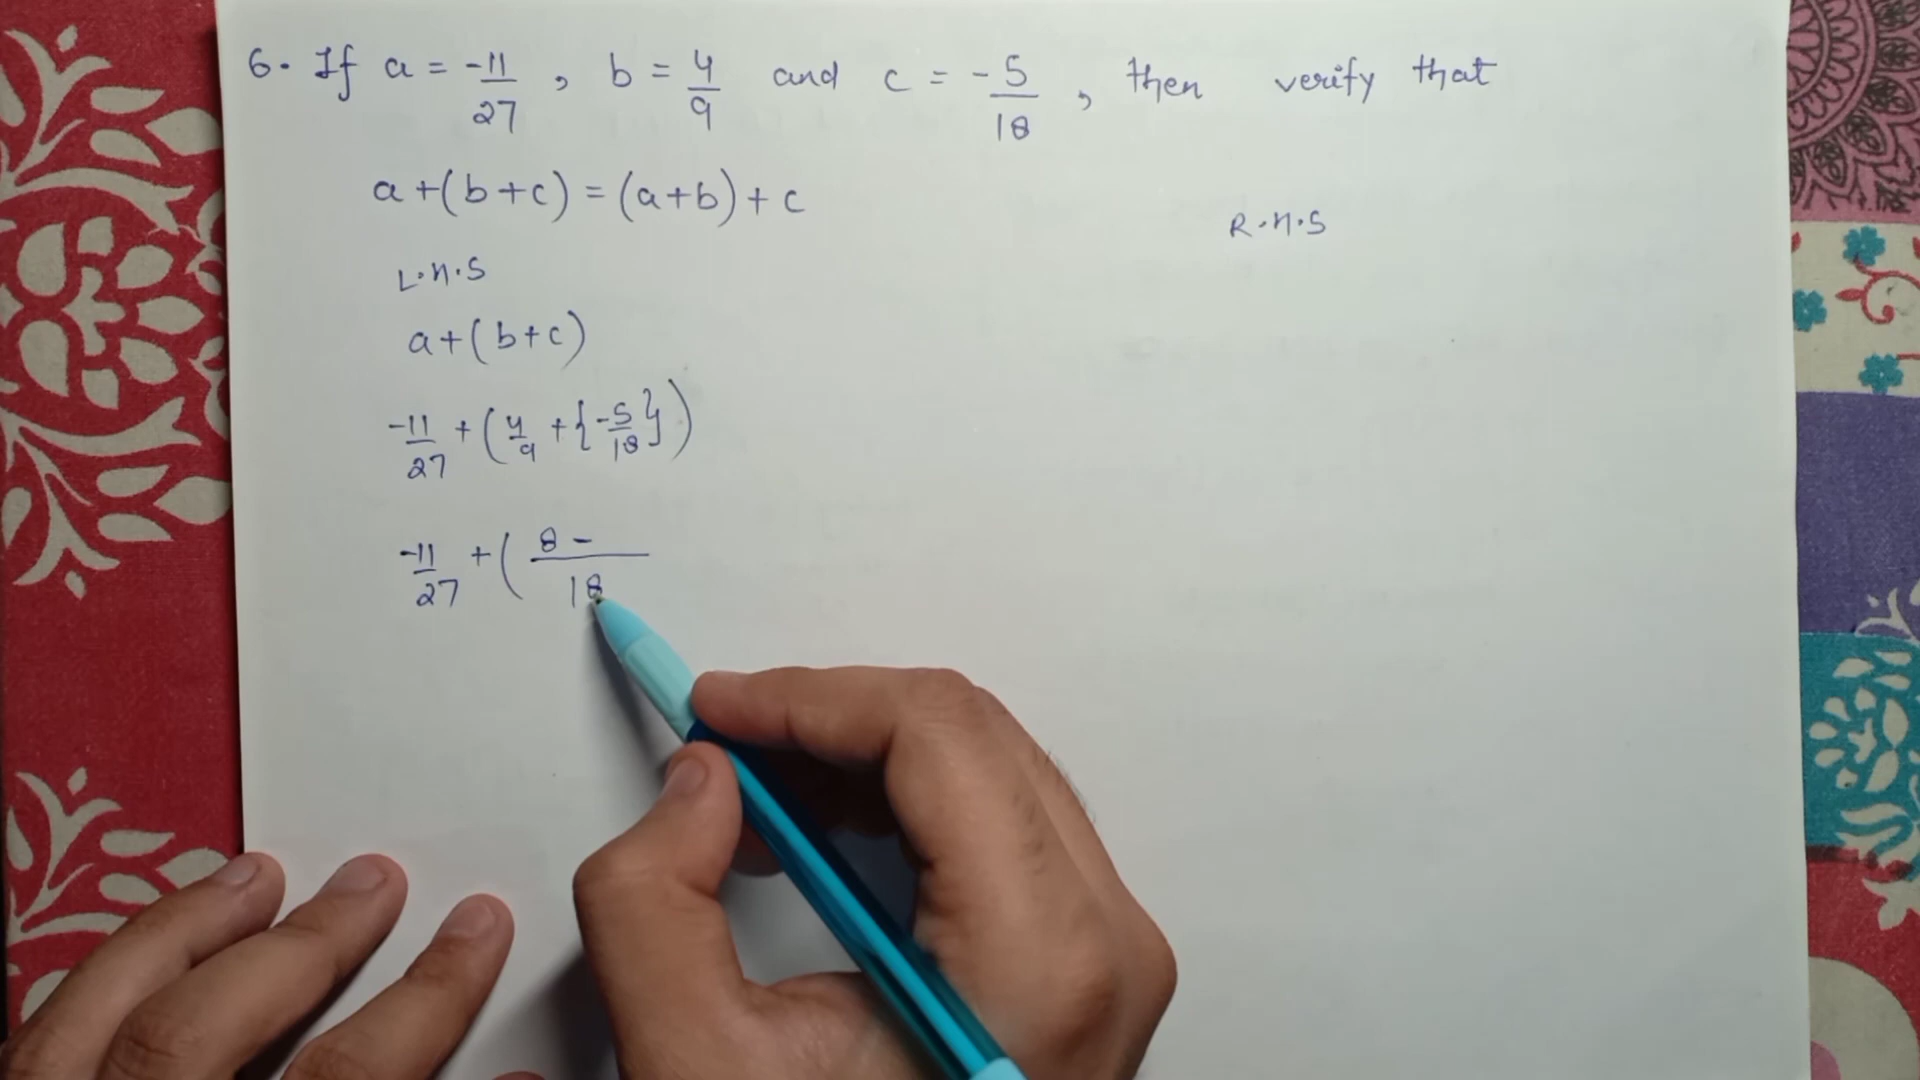 6. If a = -11/27 , b = 4/9 and c = -5/18 , then verify that
a+(b+c) = (a+b)+c
R.H.S
L.H.S
a+(b+c)
-11/27 + (4/9 + {-5/18})
-11/27 + ( 8 - / 18